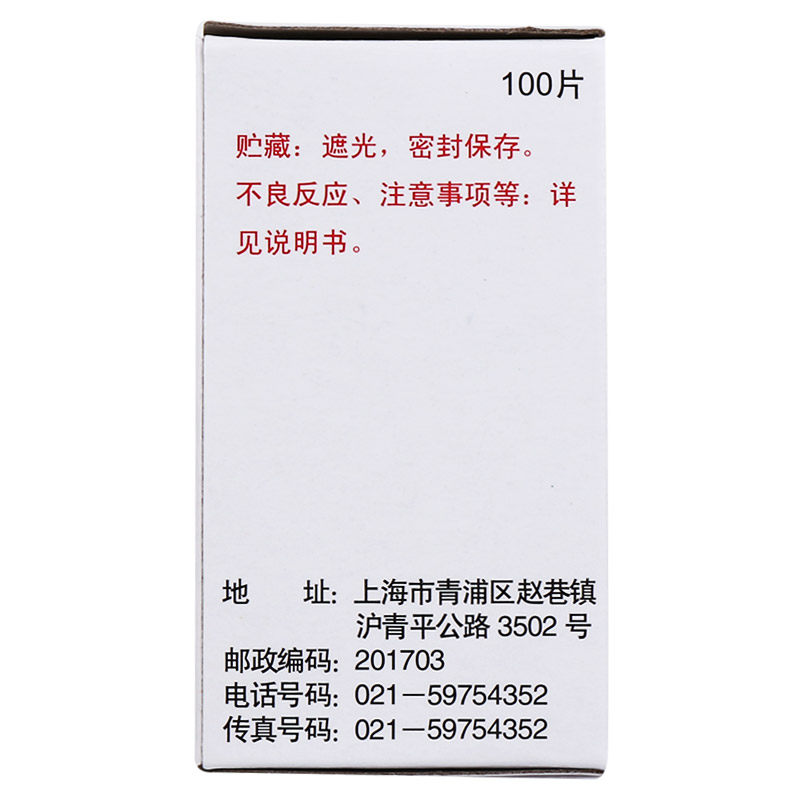 100片
贮藏：遮光，密封保存。
不良反应、注意事项等：详
见说明书。
地　　址：上海市青浦区赵巷镇
沪青平公路 3502 号
邮政编码：201703
电话号码：021—59754352
传真号码：021—59754352